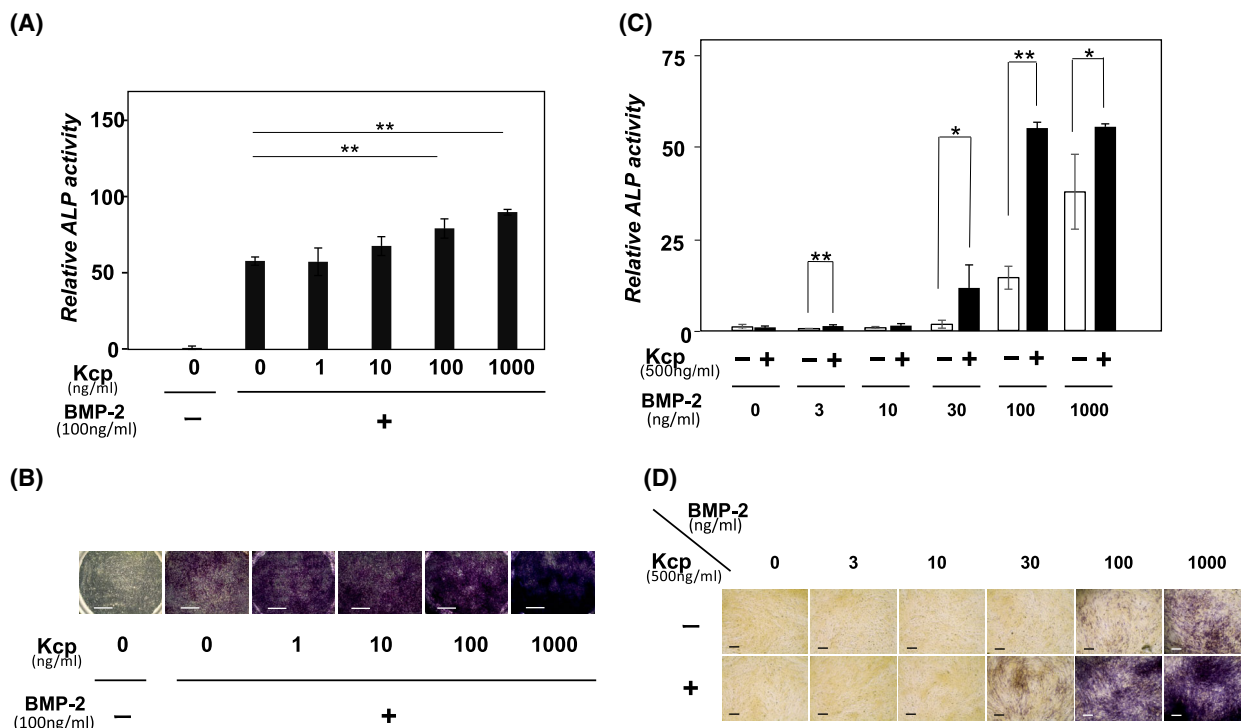 (A)
Relative ALP activity
150
100
50
0
**
**
Kcp 0 0 1 10 100 1000
(ng/ml)
BMP-2 − +
(100ng/ml)
(C)
Relative ALP activity
75
50
25
0
** * ** *
Kcp − + − + − + − + − + − +
(500ng/ml)
BMP-2 0 3 10 30 100 1000
(ng/ml)
(B)
Kcp 0 0 1 10 100 1000
(ng/ml)
BMP-2 − +
(100ng/ml)
(D)
BMP-2
(ng/ml)
Kcp 0 3 10 30 100 1000
(500ng/ml)
−
+